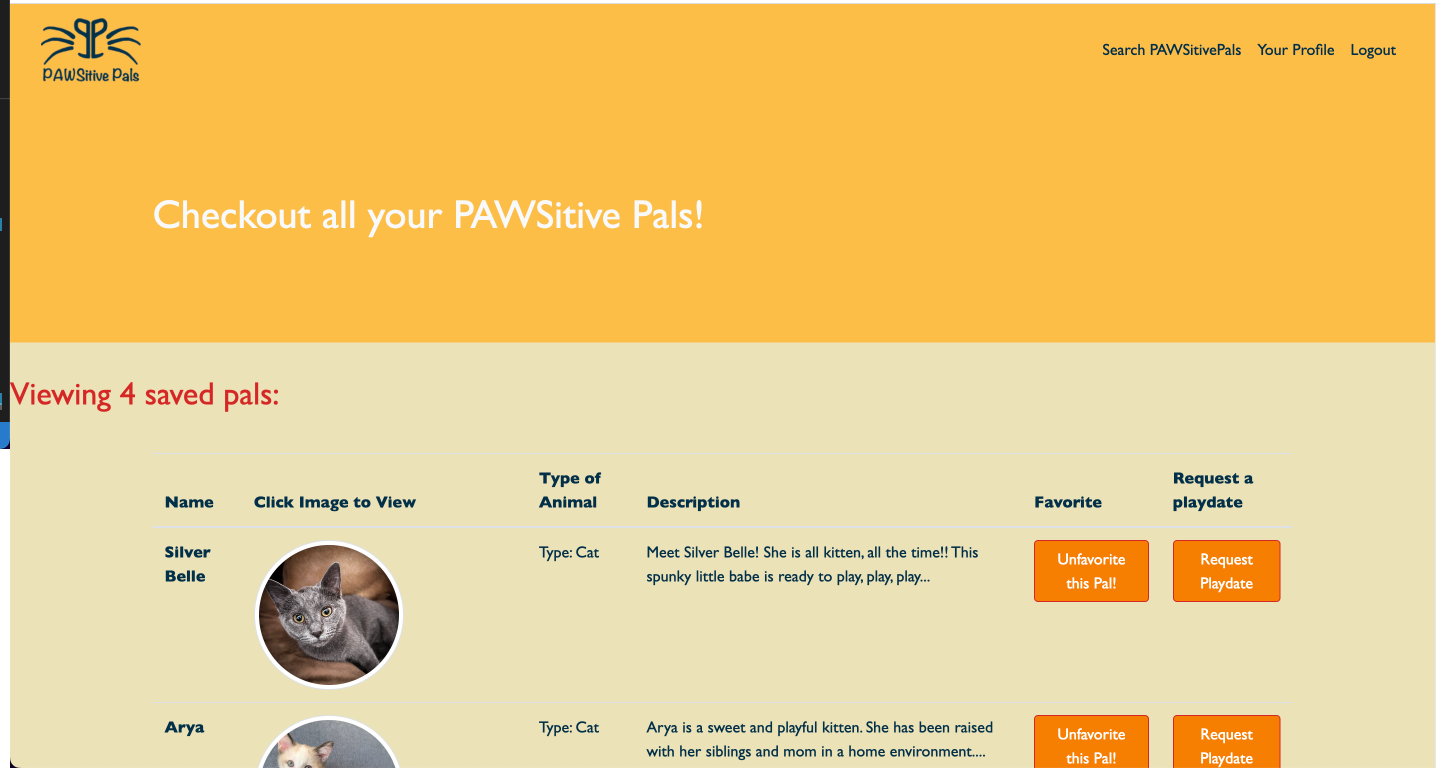 PAWSitive Pals
Search PAWSitivePals Your Profile Logout
Checkout all your PAWSitive Pals!
Viewing 4 saved pals:
Name Click Image to View Type of Animal Description Favorite Request a playdate
Silver Belle
Type: Cat
Meet Silver Belle! She is all kitten, all the time!! This
spunky little babe is ready to play, play, play...
Unfavorite
this Pal!
Request
Playdate
Arya
Type: Cat
Arya is a sweet and playful kitten. She has been raised
with her siblings and mom in a home environment....
Unfavorite
this Pal!
Request
Playdate